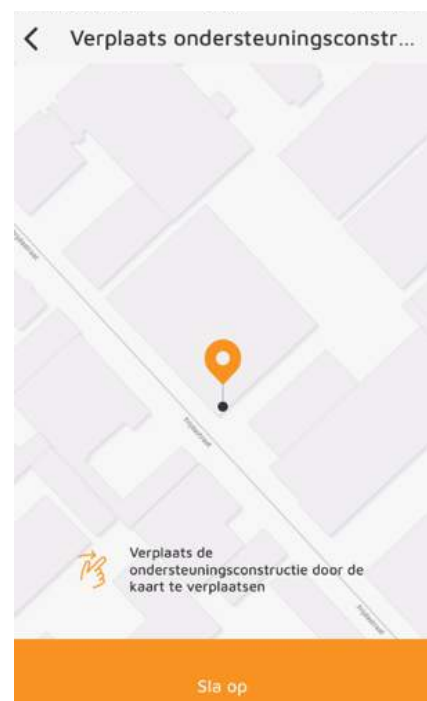 Verplaats ondersteuningsconstr...
Verplaats de
ondersteuningsconstructie door de
kaart te verplaatsen
Sla op